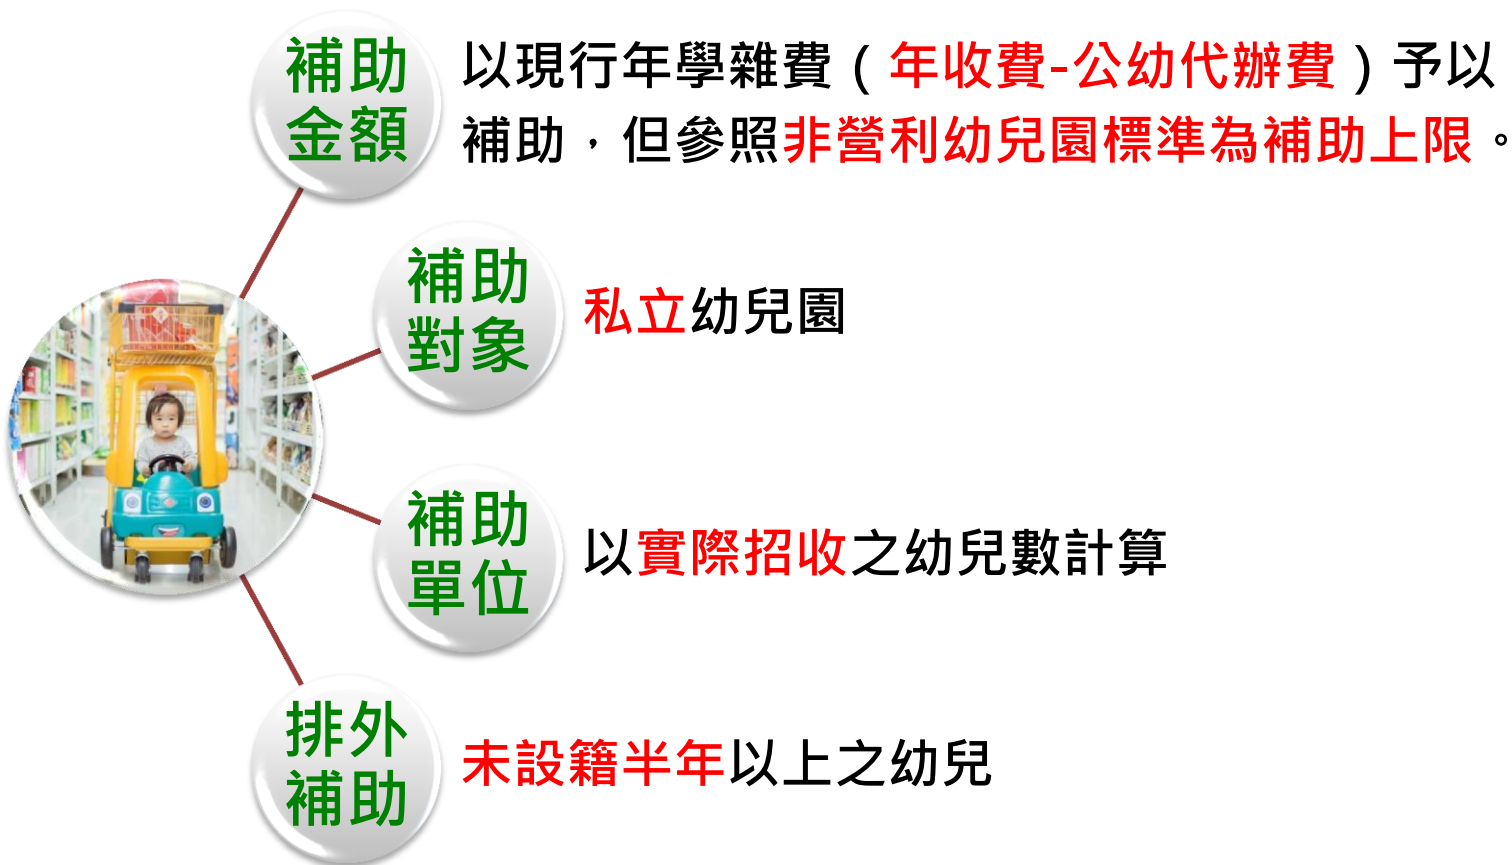 補助
金額
以現行年學雜費（年收費-公幼代辦費）予以
補助，但參照非營利幼兒園標準為補助上限。
補助
對象
私立幼兒園
補助
單位
以實際招收之幼兒數計算
排外
補助
未設籍半年以上之幼兒